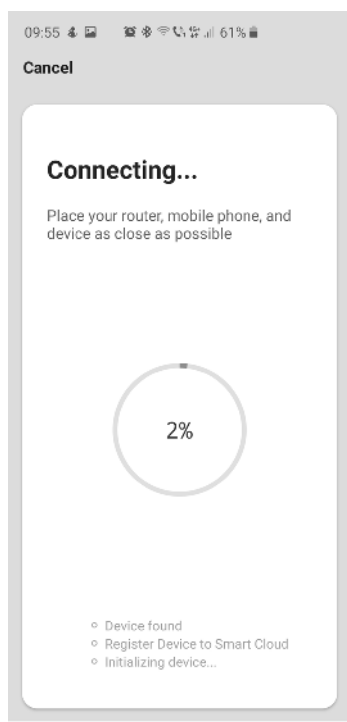 09:55 61%
Cancel
Connecting...
Place your router, mobile phone, and
device as close as possible
2%
Device found
Register Device to Smart Cloud
Initializing device...